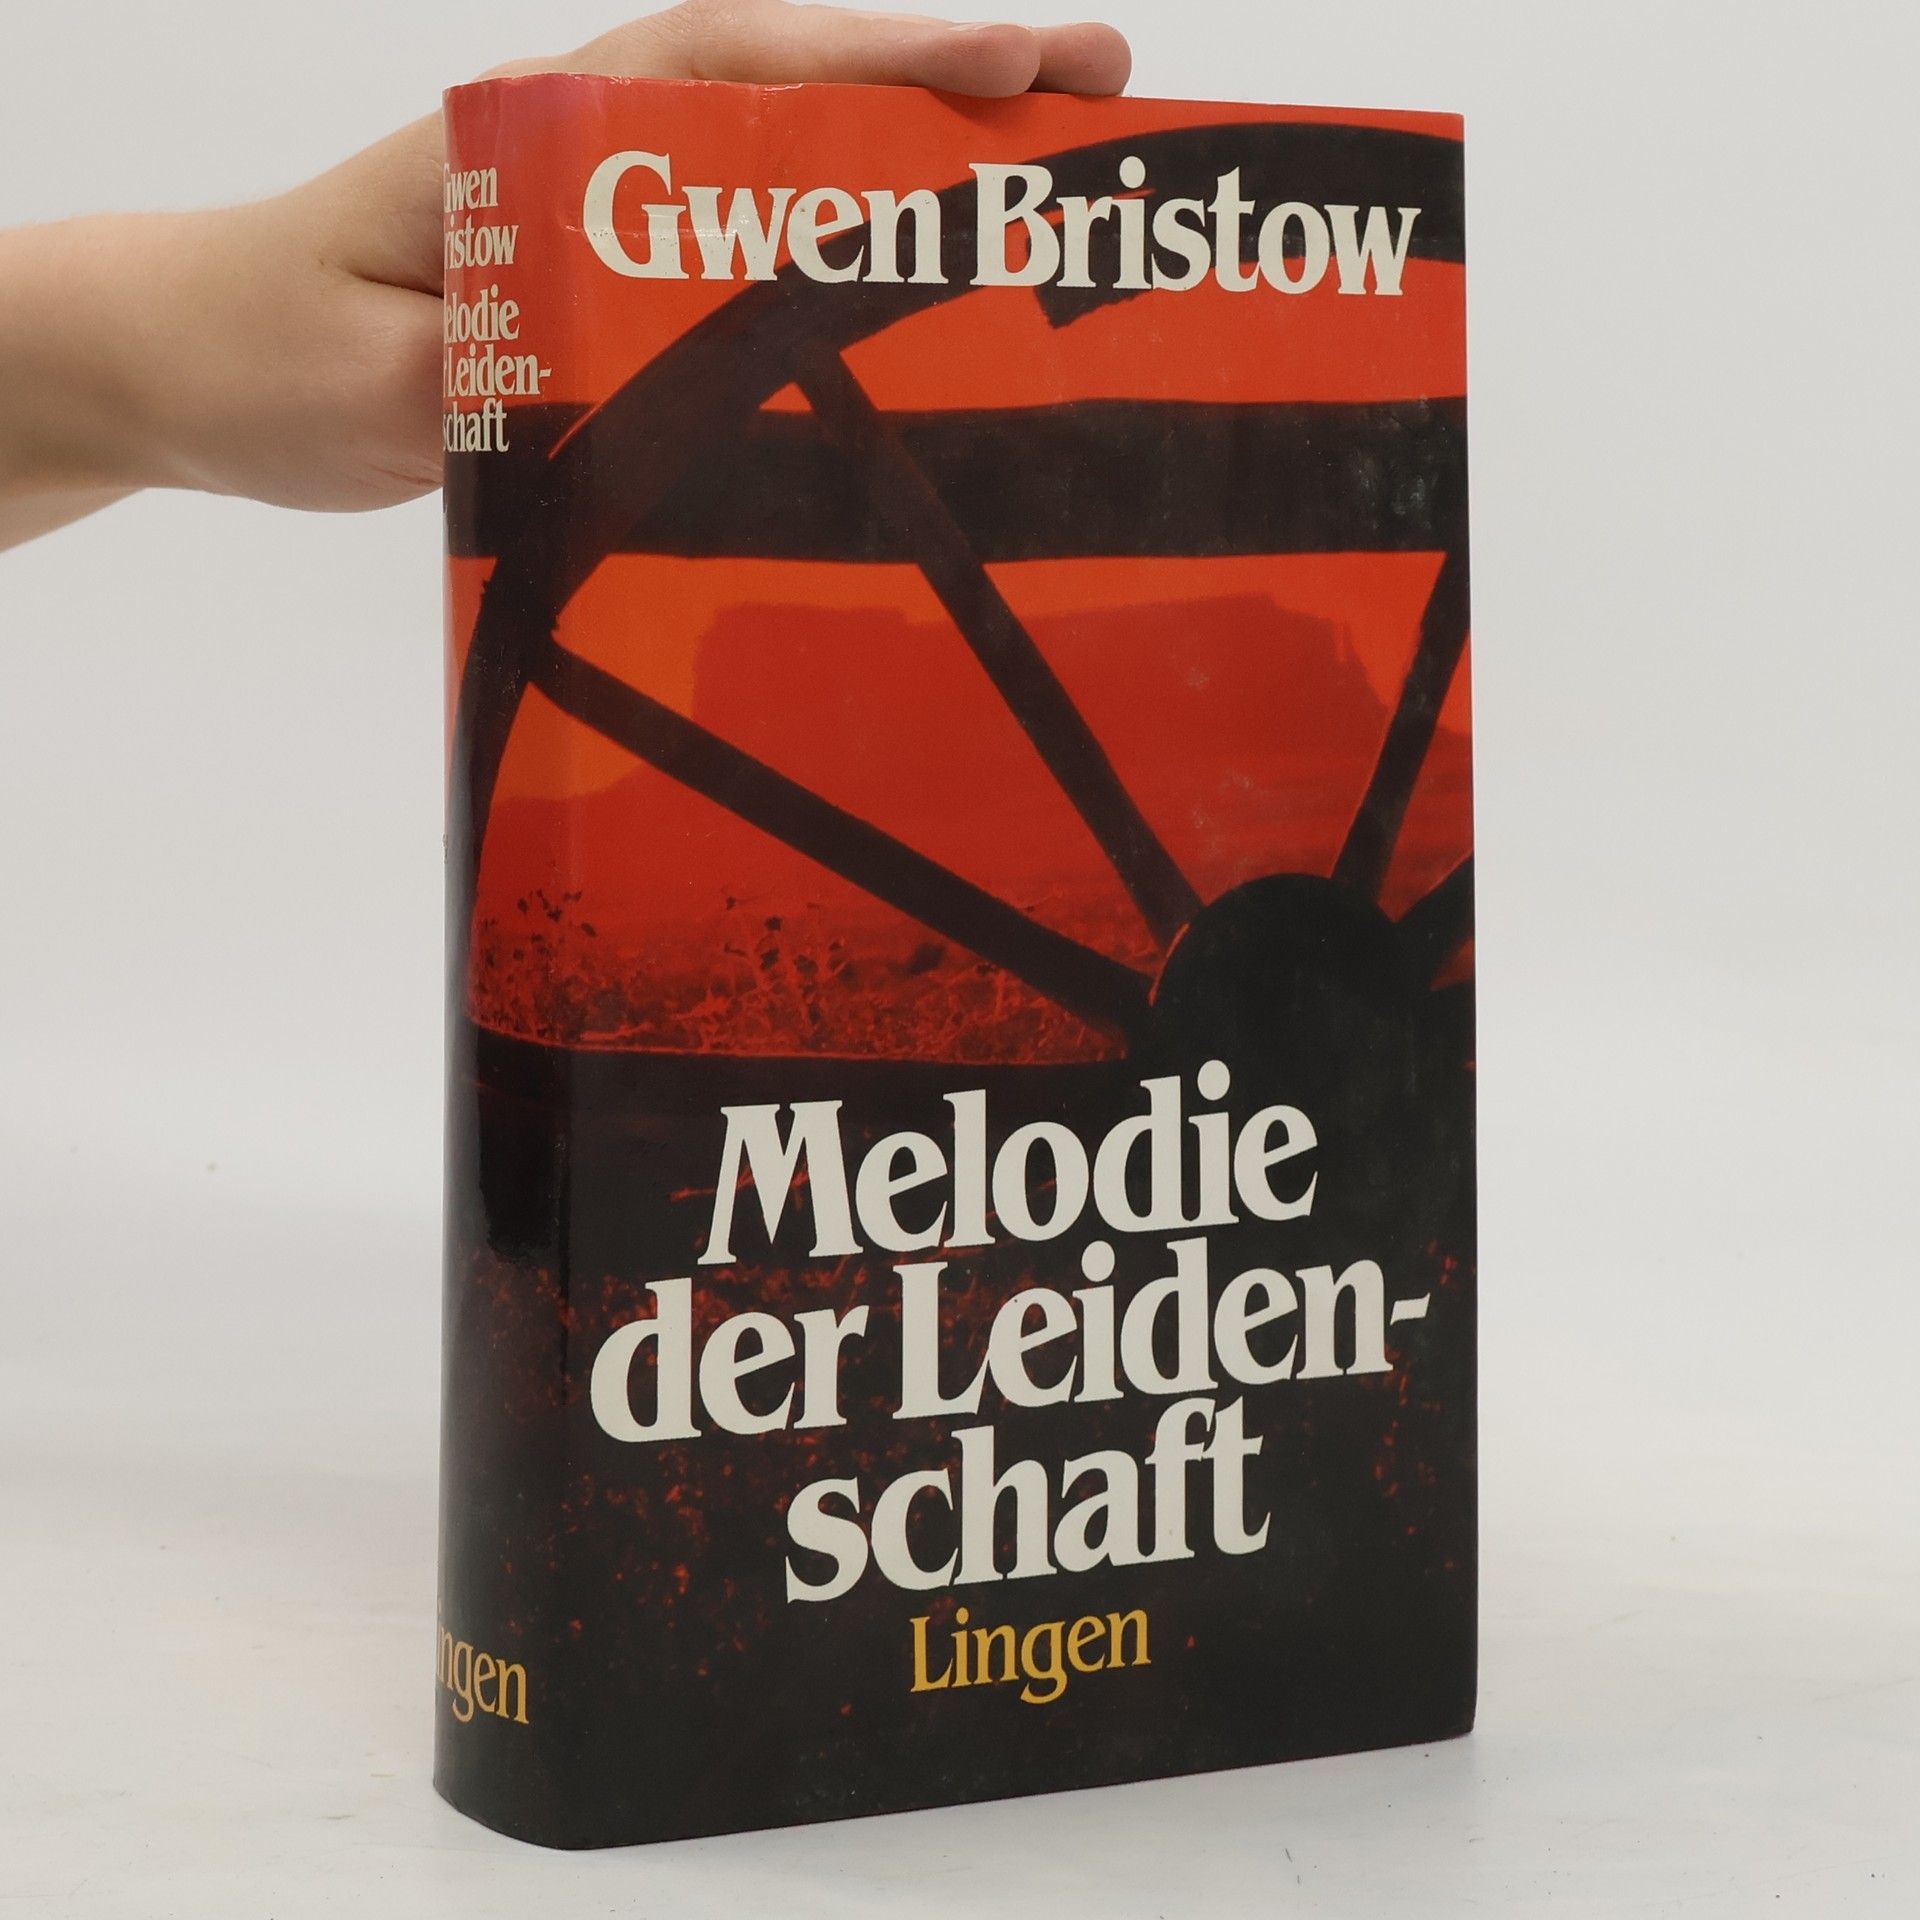 Gwen Bristow
Melodie
der Leiden-
schaft
Lingen